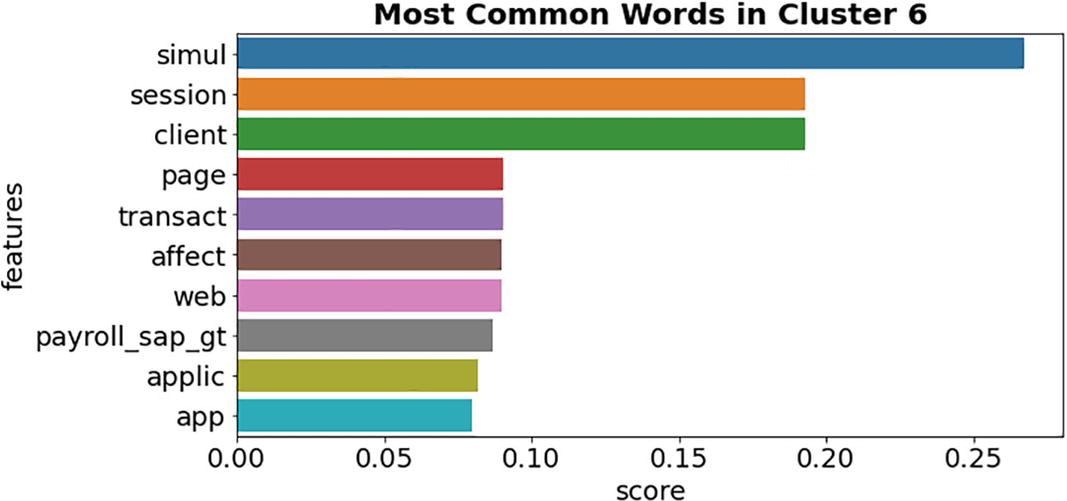 Most Common Words in Cluster 6
features
simul
session
client
page
transact
affect
web
payroll_sap_gt
applic
app
0.00 0.05 0.10 0.15 0.20 0.25
score